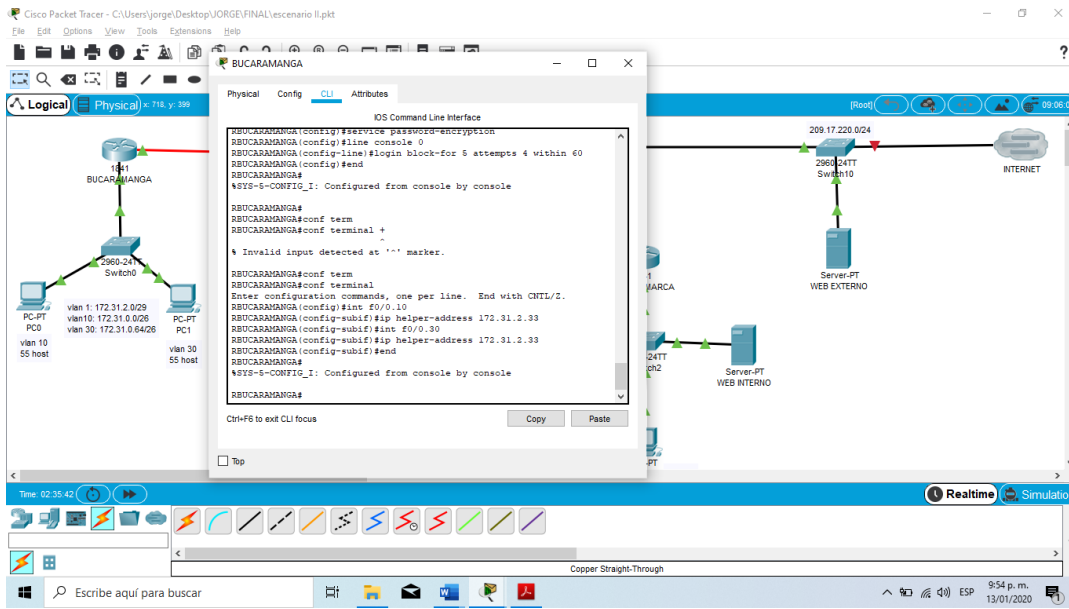 Cisco Packet Tracer - C:\Users\jorge\Desktop\JORGE\FINAL\escenario II.pkt
File Edit Options View Tools Extensions Help
BUCARAMANGA
Physical Config CLI Attributes
IOS Command Line Interface
RBUCARAMANGA(config)#service password-encryption
RBUCARAMANGA(config)#line console 0
RBUCARAMANGA(config-line)#login block-for 5 attempts 4 within 60
RBUCARAMANGA(config)#end
RBUCARAMANGA#
%SYS-5-CONFIG_I: Configured from console by console
RBUCARAMANGA#
RBUCARAMANGA#conf term
RBUCARAMANGA#conf terminal +
^
% Invalid input detected at '^' marker.
RBUCARAMANGA#conf term
RBUCARAMANGA#conf terminal
Enter configuration commands, one per line. End with CNTL/Z.
RBUCARAMANGA(config)#int f0/0.10
RBUCARAMANGA(config-subif)#ip helper-address 172.31.2.33
RBUCARAMANGA(config-subif)#int f0/0.30
RBUCARAMANGA(config-subif)#ip helper-address 172.31.2.33
RBUCARAMANGA(config-subif)#end
RBUCARAMANGA#
%SYS-5-CONFIG_I: Configured from console by console
RBUCARAMANGA#
Ctrl+F6 to exit CLI focus
Copy Paste
Top
Logical Physical x: 718, y: 399
[Root] 09:06:0
1841
BUCARAMANGA
2960-24TT
Switch0
PC-PT
PC0
vlan 10
55 host
vlan 1: 172.31.2.0/29
vlan10: 172.31.0.0/26
vlan 30: 172.31.0.64/26
PC-PT
PC1
vlan 30
55 host
209.17.220.0/24
2960-24TT
Switch10
INTERNET
Server-PT
WEB EXTERNO
MARCA
-24TT
ch2
Server-PT
WEB INTERNO
-PT
Time: 02:35:42
Realtime Simulatio
Copper Straight-Through
Escribe aquí para buscar
ESP
9:54 p. m.
13/01/2020